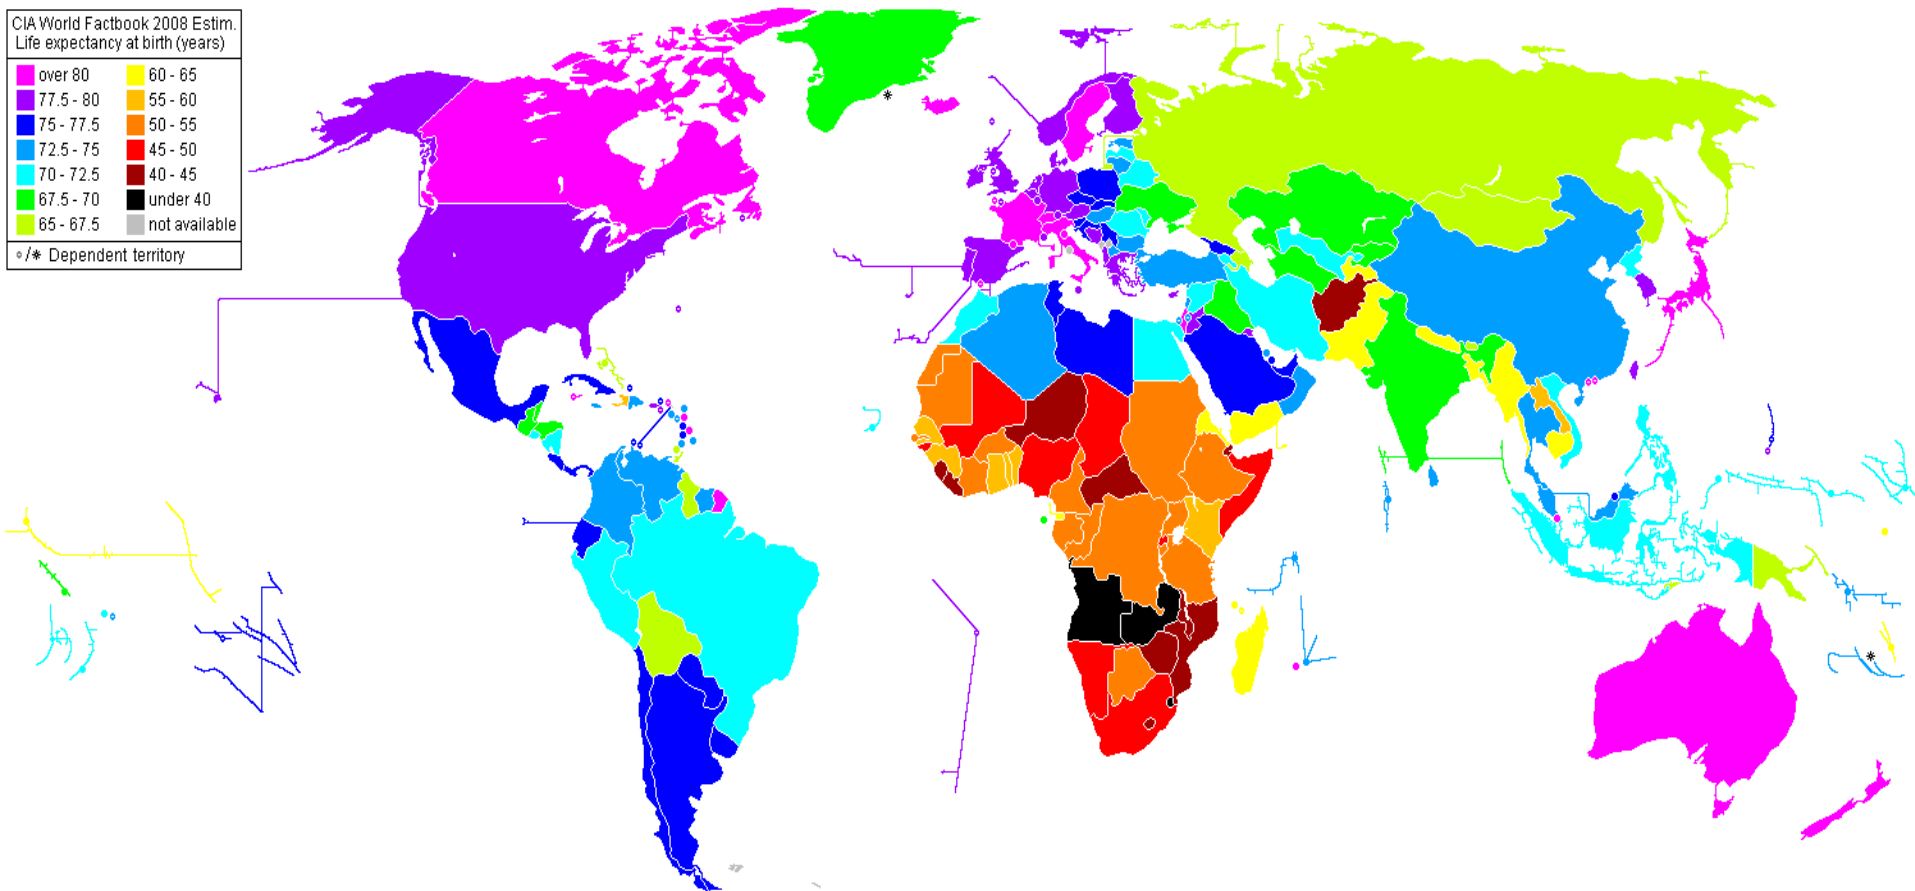 CIA World Factbook 2008 Estim.
Life expectancy at birth (years)
over 80
77.5 - 80
75 - 77.5
72.5 - 75
70 - 72.5
67.5 - 70
65 - 67.5
60 - 65
55 - 60
50 - 55
45 - 50
40 - 45
under 40
not available
∘/* Dependent territory